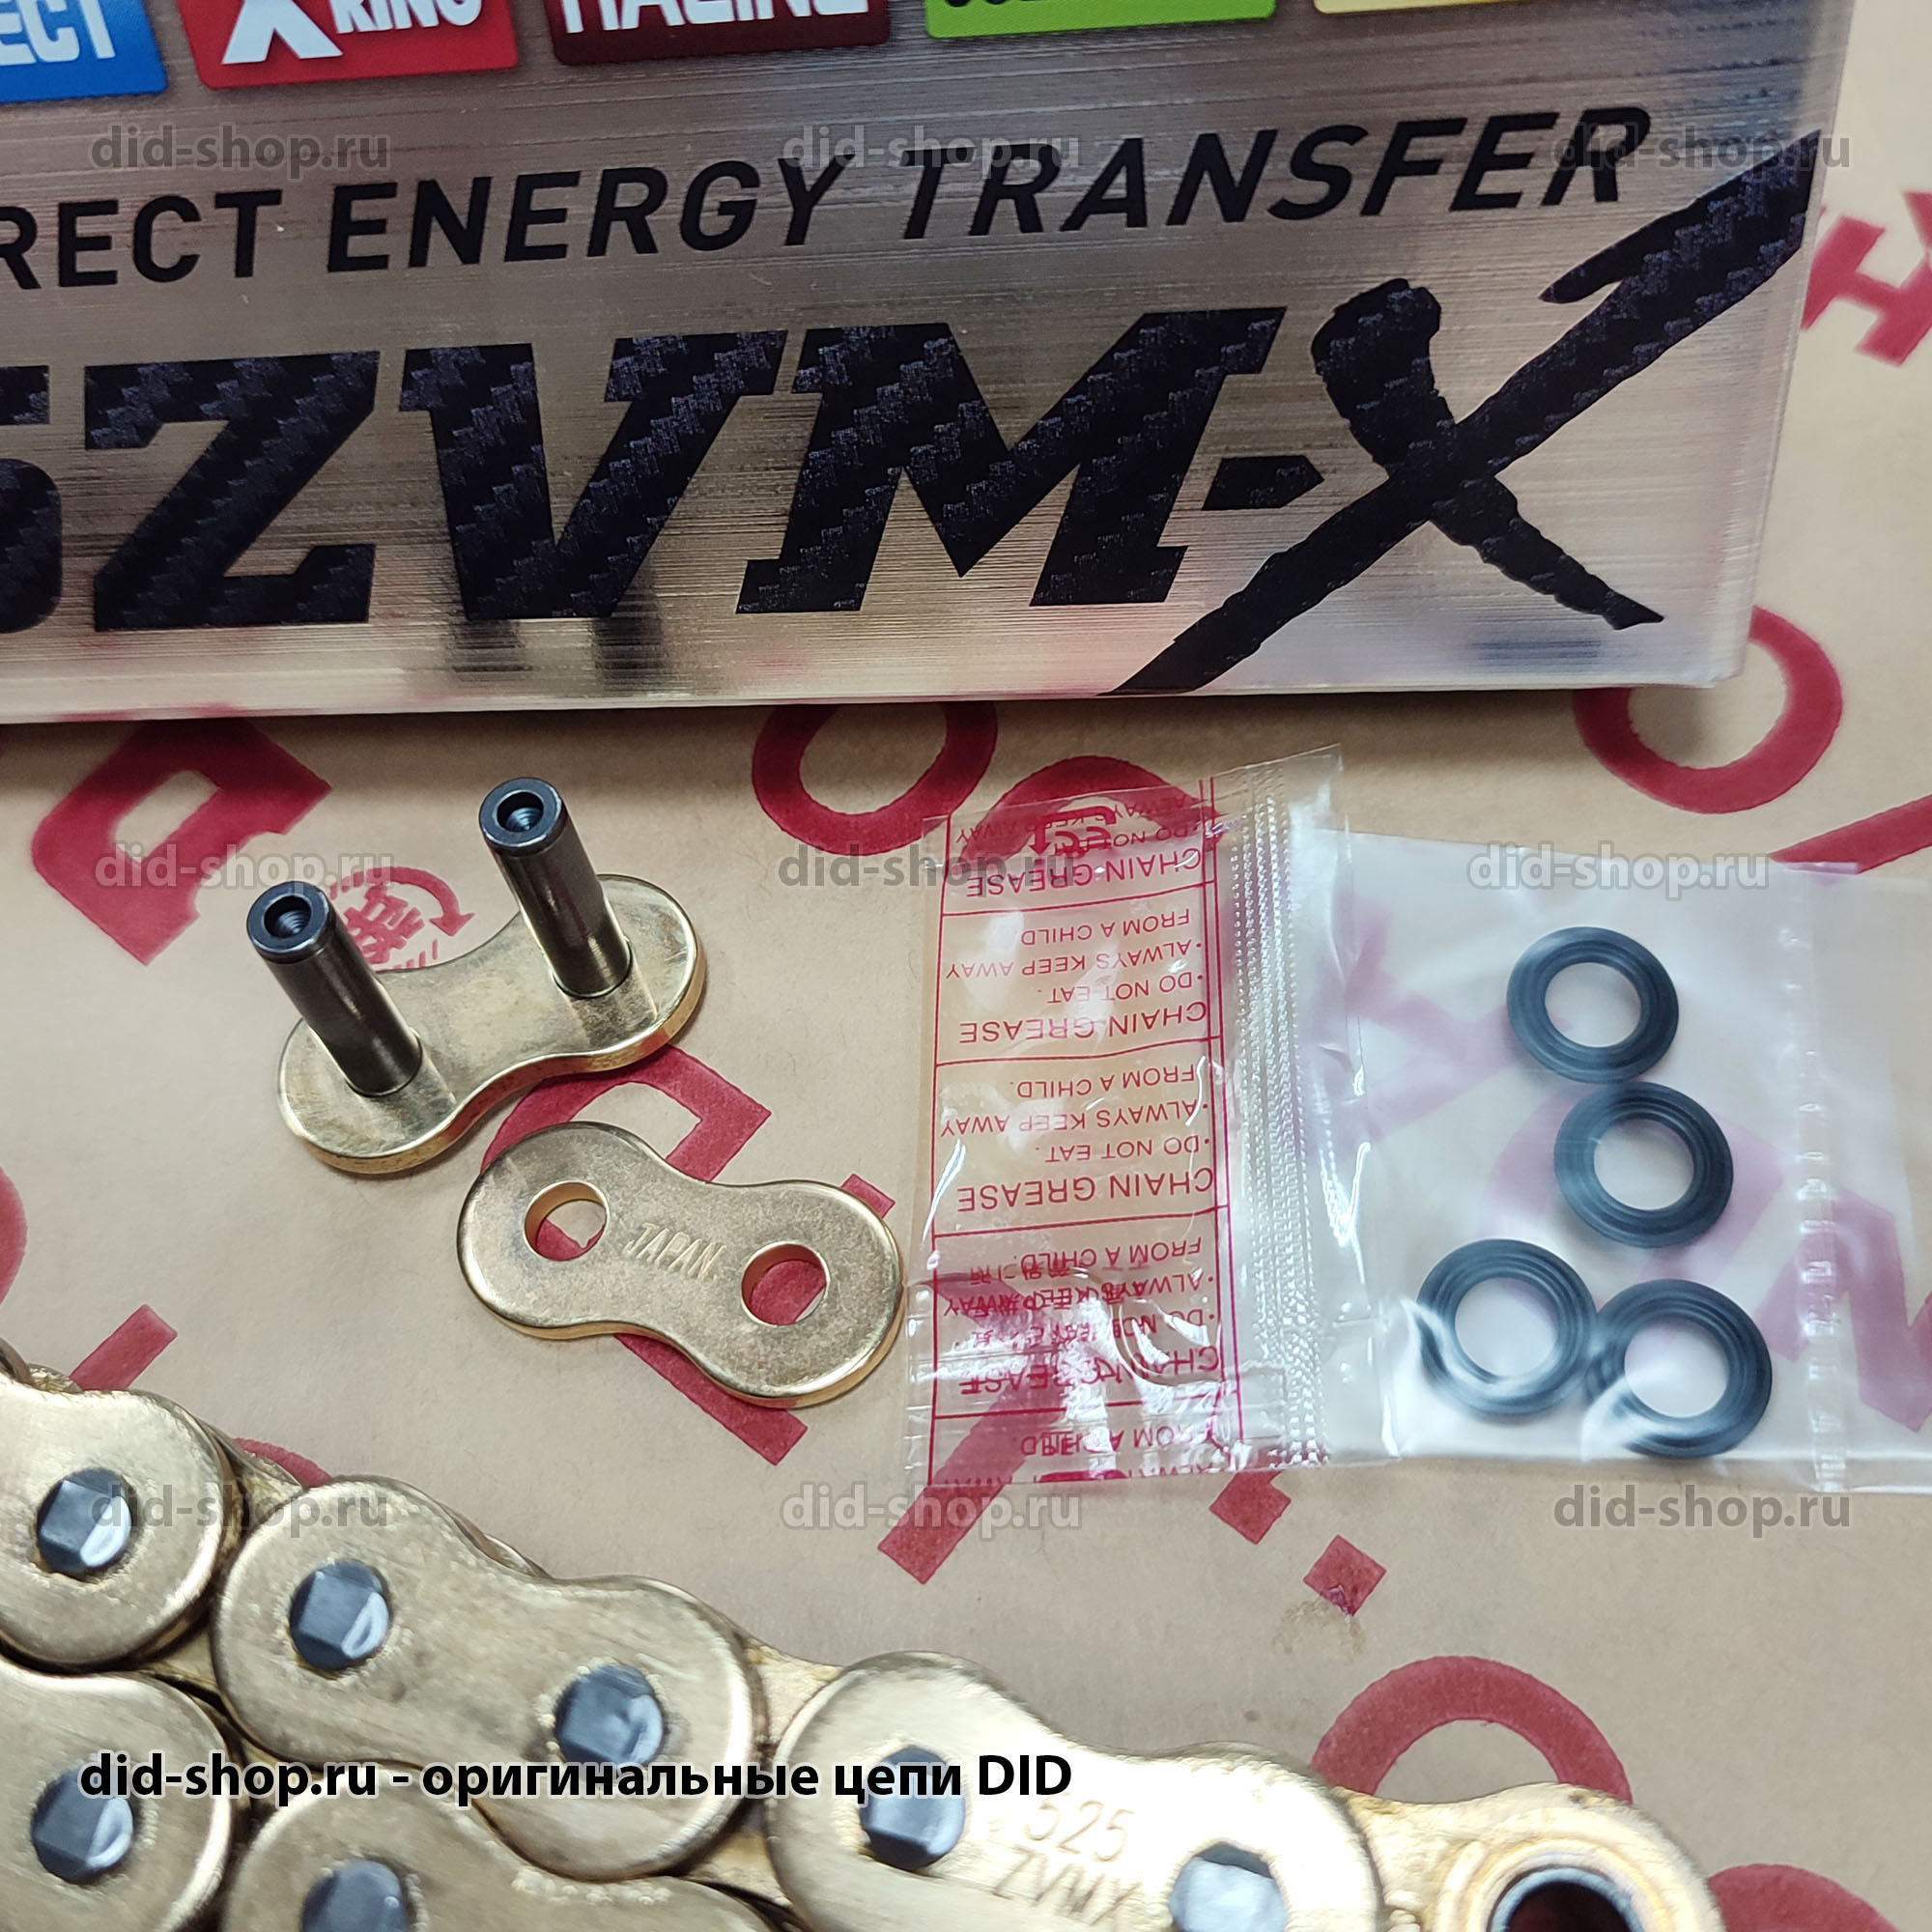 ECT
X RING
RACING
did-shop.ru did-shop.ru did-shop.ru
RECT ENERGY TRANSFER
5ZVM-X
did-shop.ru did-shop.ru did-shop.ru
CHAIN GREASE
FROM A CHILD
·ALWAYS KEEP AWAY
·DO NOT EAT.
CHAIN GREASE
FROM A CHILD.
·ALWAYS KEEP AWAY
·DO NOT EAT.
CHAIN GREASE
FROM A CHILD.
JAPAN
did-shop.ru did-shop.ru did-shop.ru
did-shop.ru - оригинальные цепи DID
525
ZVMX